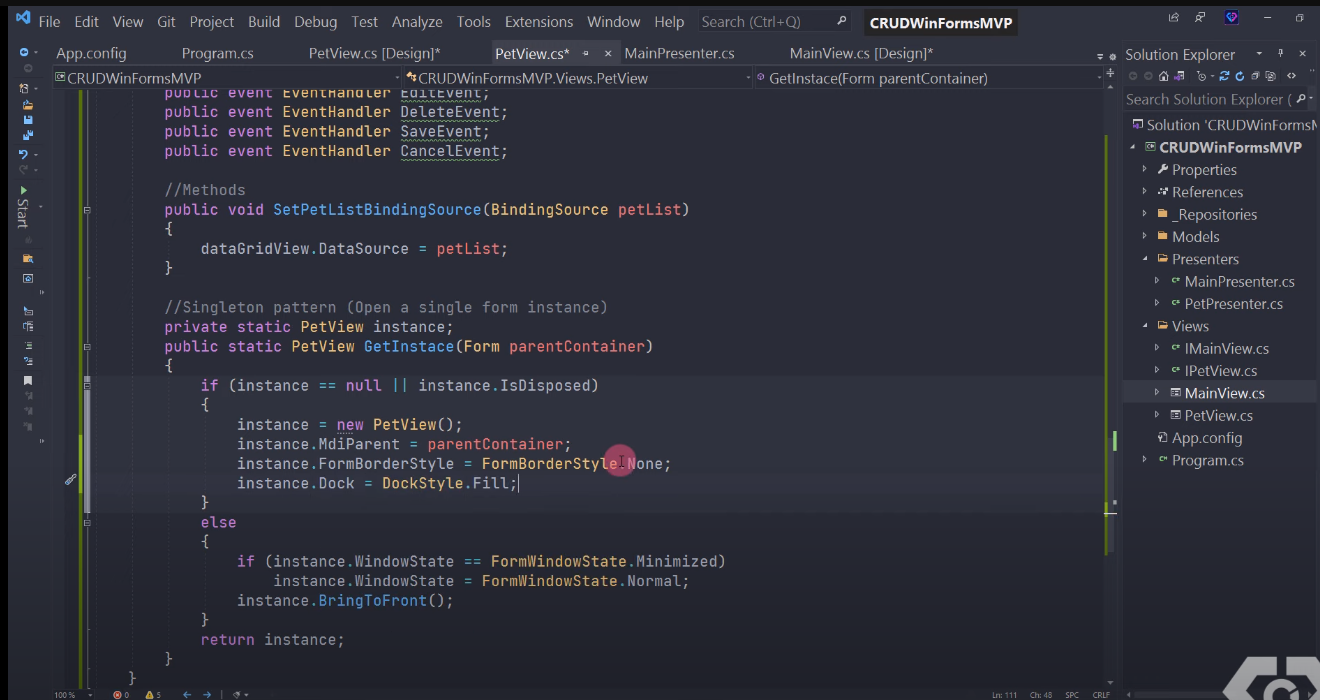 File Edit View Git Project Build Debug Test Analyze Tools Extensions Window Help Search (Ctrl+Q) CRUDWinFormsMVP
App.config Program.cs PetView.cs [Design]* PetView.cs* MainPresenter.cs MainView.cs [Design]*
CRUDWinFormsMVP CRUDWinFormsMVP.Views.PetView GetInstace(Form parentContainer)
public event EventHandler EditEvent;
public event EventHandler DeleteEvent;
public event EventHandler SaveEvent;
public event EventHandler CancelEvent;
//Methods
public void SetPetListBindingSource(BindingSource petList)
{
dataGridView.DataSource = petList;
}
//Singleton pattern (Open a single form instance)
private static PetView instance;
public static PetView GetInstace(Form parentContainer)
{
if (instance == null || instance.IsDisposed)
{
instance = new PetView();
instance.MdiParent = parentContainer;
instance.FormBorderStyle = FormBorderStyle.None;
instance.Dock = DockStyle.Fill;
}
else
{
if (instance.WindowState == FormWindowState.Minimized)
instance.WindowState = FormWindowState.Normal;
instance.BringToFront();
}
return instance;
}
}
Start
100 % 0 5 Ln: 111 Ch: 48 SPC CRLF
Solution Explorer
Search Solution Explorer (
Solution 'CRUDWinFormsM
CRUDWinFormsMVP
Properties
References
_Repositories
Models
Presenters
MainPresenter.cs
PetPresenter.cs
Views
IMainView.cs
IPetView.cs
MainView.cs
PetView.cs
App.config
Program.cs